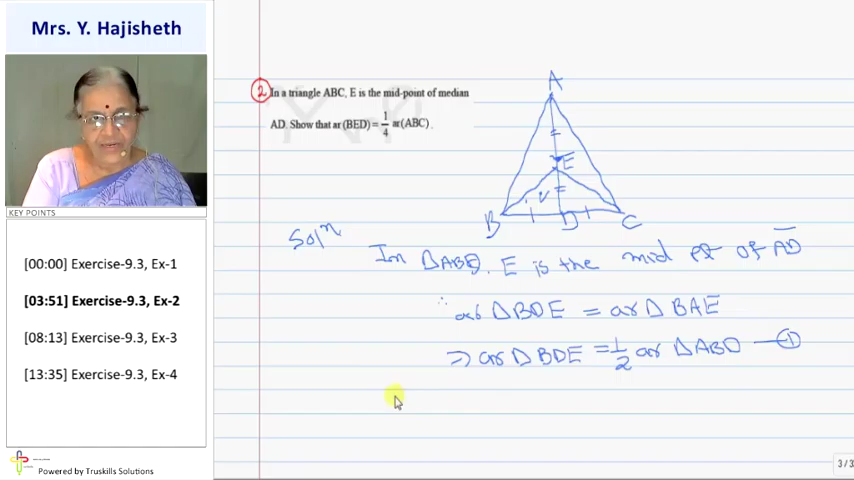 Mrs. Y. Hajisheth
KEY POINTS
[00:00] Exercise-9.3, Ex-1
[03:51] Exercise-9.3, Ex-2
[08:13] Exercise-9.3, Ex-3
[13:35] Exercise-9.3, Ex-4
Powered by Truskills Solutions
2 In a triangle ABC, E is the mid-point of median
AD. Show that ar (BED) = 1/4 ar(ABC).
A
E
B D C
Soln
In △ABD, E is the mid pt of AD
∴ ar △BDE = ar △BAE
⇒ ar △BDE = 1/2 ar △ABD — ①
3/3